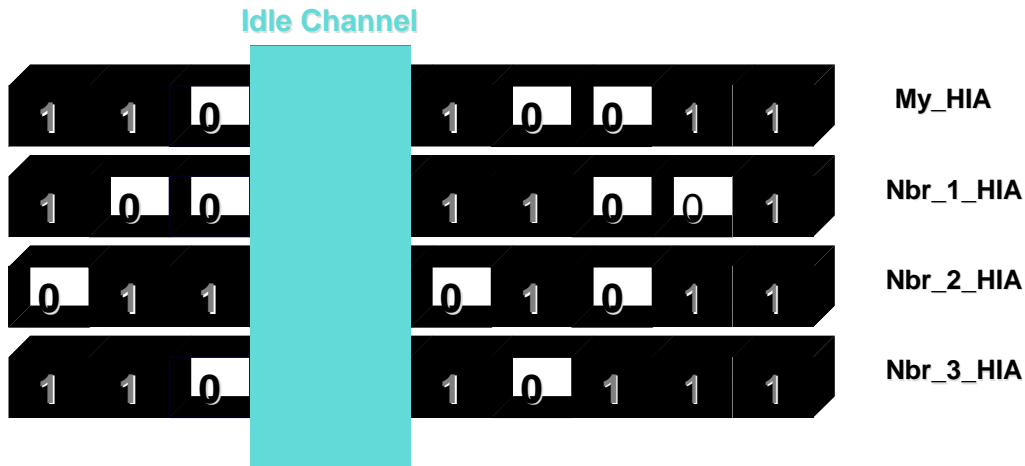 Idle Channel
1 1 0 1 0 0 1 1 My_HIA
1 0 0 1 1 0 0 1 Nbr_1_HIA
0 1 1 0 1 0 1 1 Nbr_2_HIA
1 1 0 1 0 1 1 1 Nbr_3_HIA